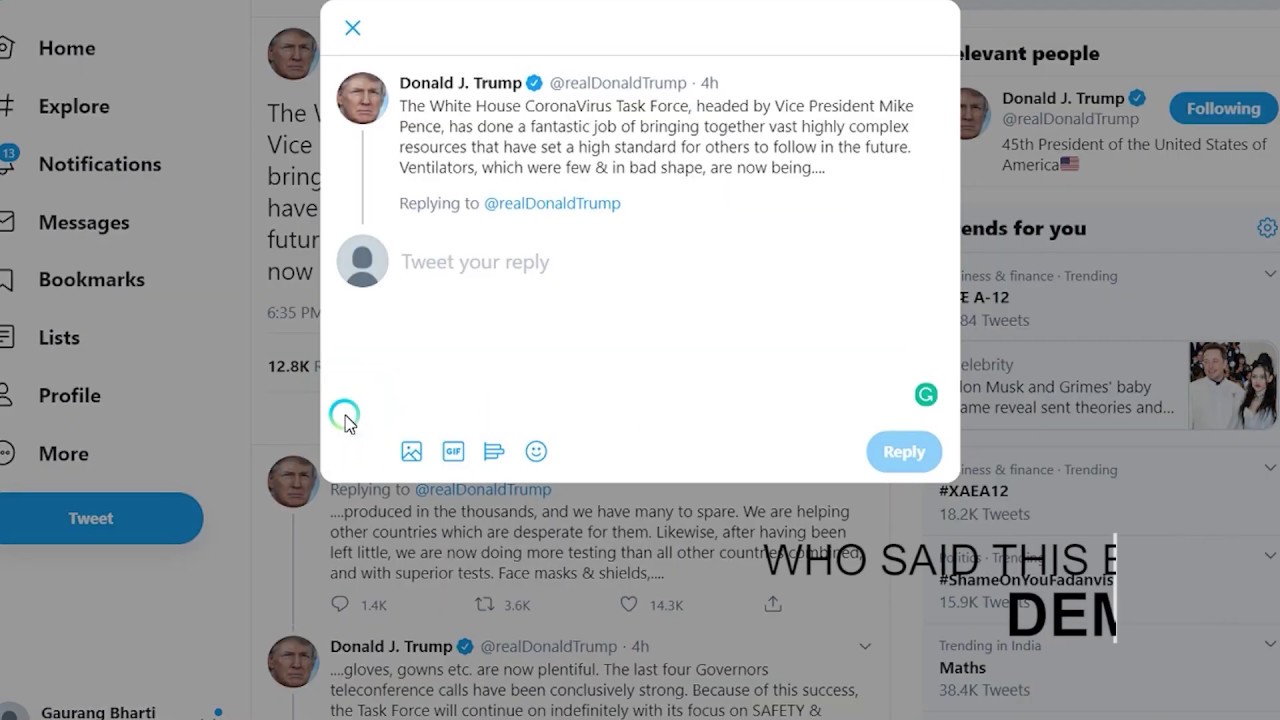 Home
Explore
13
Notifications
Messages
Bookmarks
Lists
Profile
More
Tweet
Gaurang Bharti
The
Vice
bring
have
futur
now
6:35 PM
12.8K
Donald J. Trump @realDonaldTrump · 4h
The White House CoronaVirus Task Force, headed by Vice President Mike
Pence, has done a fantastic job of bringing together vast highly complex
resources that have set a high standard for others to follow in the future.
Ventilators, which were few & in bad shape, are now being....
Replying to @realDonaldTrump
Tweet your reply
GIF
Reply
Replying to @realDonaldTrump
....produced in the thousands, and we have many to spare. We are helping
other countries which are desperate for them. Likewise, after having been
left little, we are now doing more testing than all other countries combined,
and with superior tests. Face masks & shields,....
1.4K 3.6K 14.3K
Donald J. Trump @realDonaldTrump · 4h
....gloves, gowns etc. are now plentiful. The last four Governors
teleconference calls have been conclusively strong. Because of this success,
the Task Force will continue on indefinitely with its focus on SAFETY &
elevant people
Donald J. Trump
@realDonaldTrump
Following
45th President of the United States of
America
ends for you
iness & finance · Trending
Æ A-12
84 Tweets
elebrity
lon Musk and Grimes' baby
ame reveal sent theories and...
iness & finance · Trending
#XAEA12
18.2K Tweets
WHO SAID THIS
DEM
Politics · Trending
#ShameOnYouFadanvis
15.9K Tweets
Trending in India
Maths
38.4K Tweets